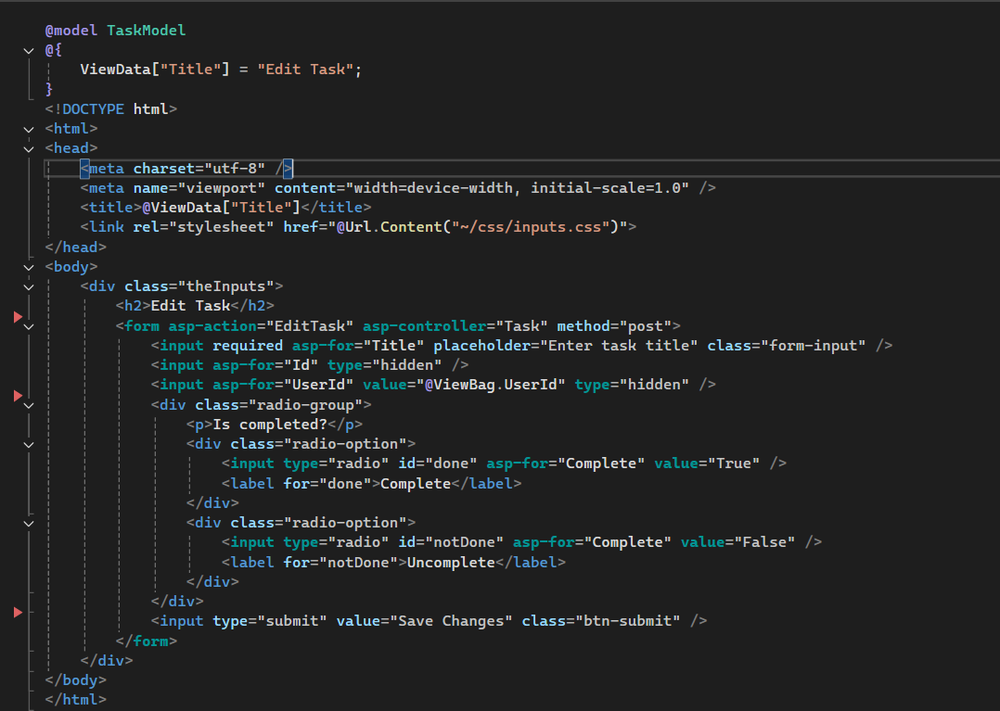 @model TaskModel
@{
    ViewData["Title"] = "Edit Task";
}
<!DOCTYPE html>
<html>
<head>
    <meta charset="utf-8" />
    <meta name="viewport" content="width=device-width, initial-scale=1.0" />
    <title>@ViewData["Title"]</title>
    <link rel="stylesheet" href="@Url.Content("~/css/inputs.css")">
</head>
<body>
    <div class="theInputs">
        <h2>Edit Task</h2>
        <form asp-action="EditTask" asp-controller="Task" method="post">
            <input required asp-for="Title" placeholder="Enter task title" class="form-input" />
            <input asp-for="Id" type="hidden" />
            <input asp-for="UserId" value="@ViewBag.UserId" type="hidden" />
            <div class="radio-group">
                <p>Is completed?</p>
                <div class="radio-option">
                    <input type="radio" id="done" asp-for="Complete" value="True" />
                    <label for="done">Complete</label>
                </div>
                <div class="radio-option">
                    <input type="radio" id="notDone" asp-for="Complete" value="False" />
                    <label for="notDone">Uncomplete</label>
                </div>
            </div>
            <input type="submit" value="Save Changes" class="btn-submit" />
        </form>
    </div>
</body>
</html>